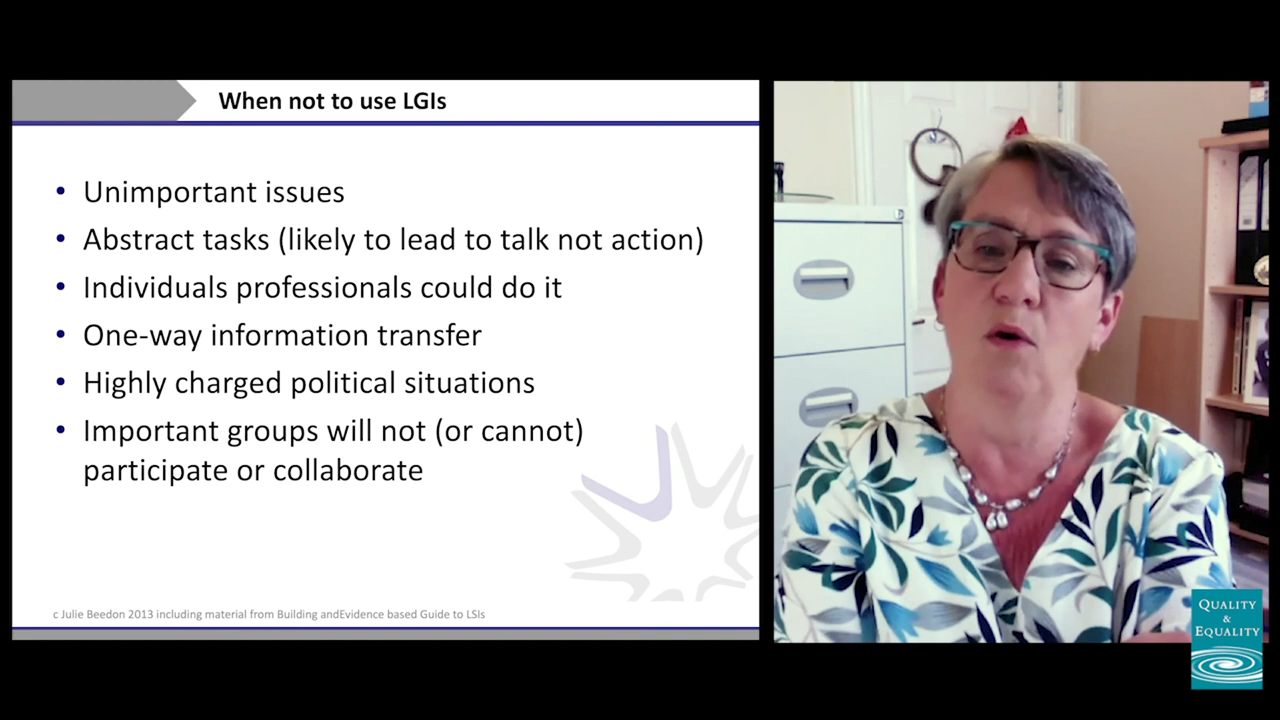 When not to use LGIs
• Unimportant issues
• Abstract tasks (likely to lead to talk not action)
• Individuals professionals could do it
• One-way information transfer
• Highly charged political situations
• Important groups will not (or cannot)
participate or collaborate
c Julie Beedon 2013 including material from Building andEvidence based Guide to LSIs
QUALITY
&
EQUALITY